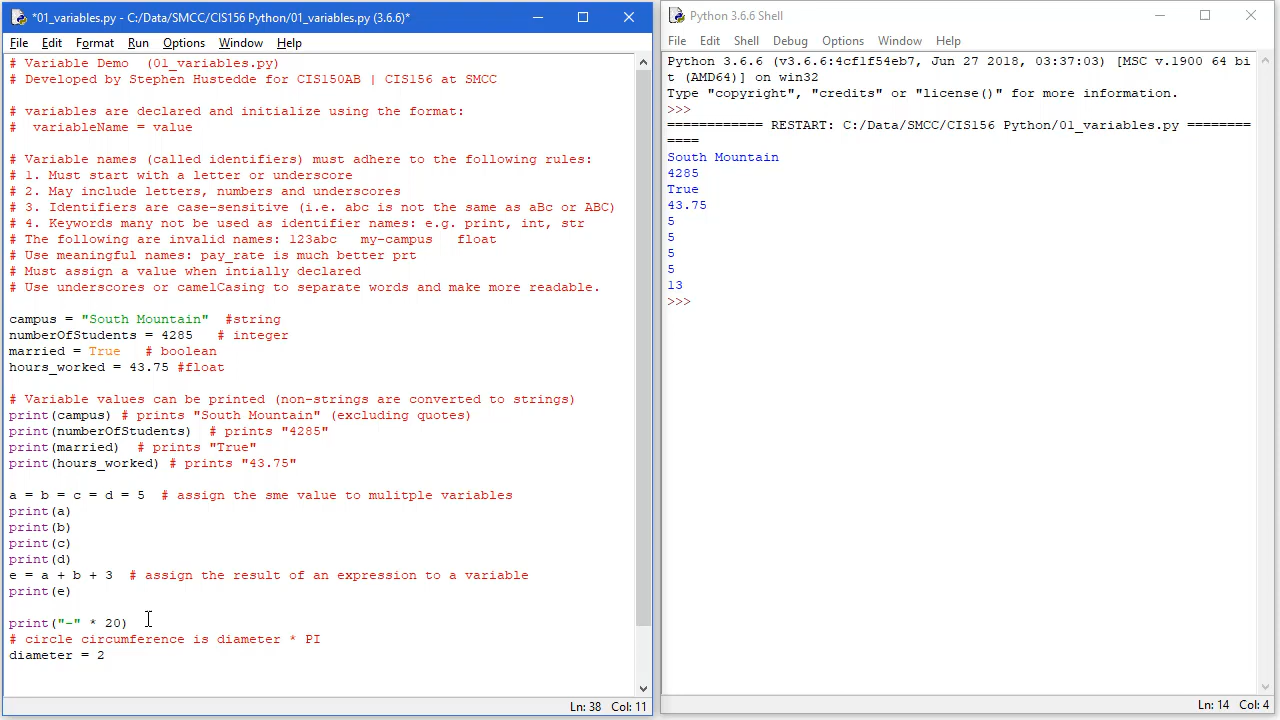 *01_variables.py - C:/Data/SMCC/CIS156 Python/01_variables.py (3.6.6)*
File Edit Format Run Options Window Help
# Variable Demo  (01_variables.py)
# Developed by Stephen Hustedde for CIS150AB | CIS156 at SMCC
# variables are declared and initialize using the format:
#  variableName = value
# Variable names (called identifiers) must adhere to the following rules:
# 1. Must start with a letter or underscore
# 2. May include letters, numbers and underscores
# 3. Identifiers are case-sensitive (i.e. abc is not the same as aBc or ABC)
# 4. Keywords many not be used as identifier names: e.g. print, int, str
# The following are invalid names: 123abc   my-campus   float
# Use meaningful names: pay_rate is much better prt
# Must assign a value when intially declared
# Use underscores or camelCasing to separate words and make more readable.
campus = "South Mountain"  #string
numberOfStudents = 4285   # integer
married = True   # boolean
hours_worked = 43.75 #float
# Variable values can be printed (non-strings are converted to strings)
print(campus) # prints "South Mountain" (excluding quotes)
print(numberOfStudents)  # prints "4285"
print(married)  # prints "True"
print(hours_worked) # prints "43.75"
a = b = c = d = 5  # assign the sme value to mulitple variables
print(a)
print(b)
print(c)
print(d)
e = a + b + 3  # assign the result of an expression to a variable
print(e)
print("-" * 20)
# circle circumference is diameter * PI
diameter = 2
Ln: 38 Col: 11
Python 3.6.6 Shell
File Edit Shell Debug Options Window Help
Python 3.6.6 (v3.6.6:4cf1f54eb7, Jun 27 2018, 03:37:03) [MSC v.1900 64 bi
t (AMD64)] on win32
Type "copyright", "credits" or "license()" for more information.
>>>
============ RESTART: C:/Data/SMCC/CIS156 Python/01_variables.py ========
====
South Mountain
4285
True
43.75
5
5
5
5
13
>>>
Ln: 14 Col: 4